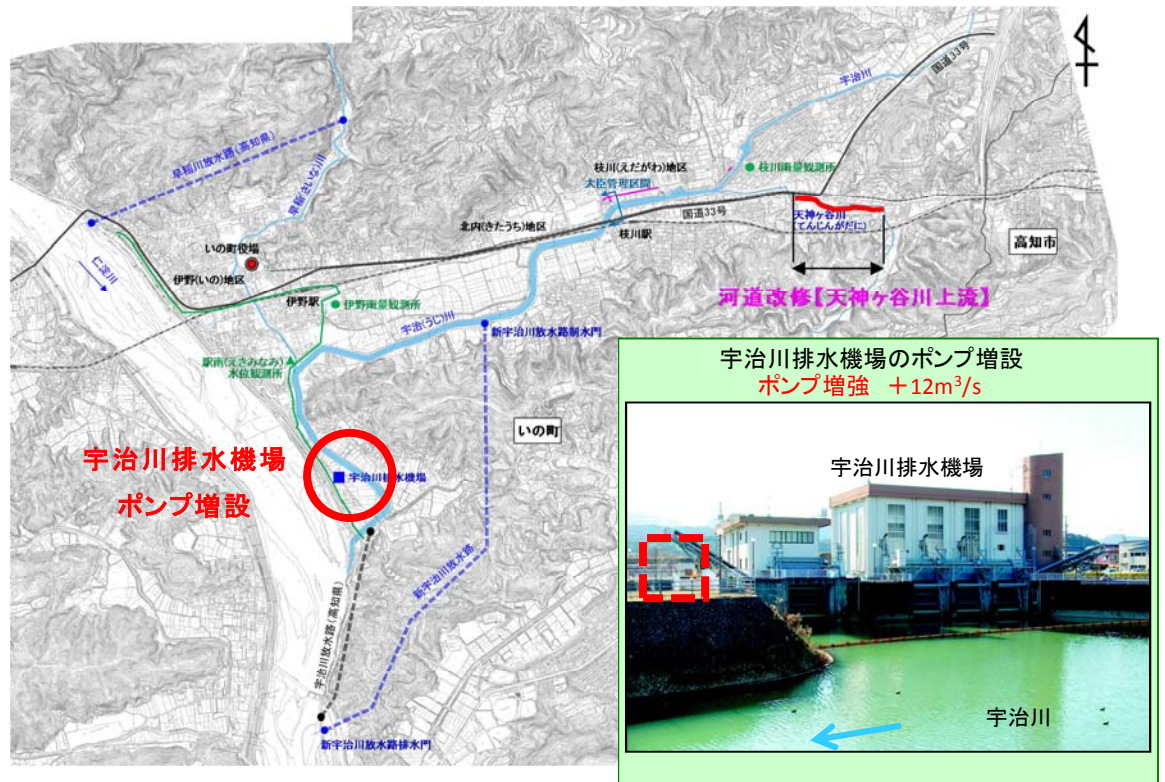 国道33号
宇治川
早稲川放水路(高知県)
早稲(わいさ)川
枝川(えだがわ)地区
枝川雨量観測所
大臣管理区間
北内(きたうち)地区
国道33号
天神ヶ谷川
(てんじんがだに)
枝川駅
高知市
いの町役場
仁淀川
伊野(いの)地区
河道改修【天神ヶ谷川上流】
伊野駅
伊野雨量観測所
宇治(うじ)川
新宇治川放水路制水門
駅南(えきみなみ)
水位観測所
いの町
宇治川排水機場
ポンプ増設
宇治川排水機場
新宇治川放水路
宇治川放水路(高知県)
新宇治川放水路排水門
宇治川排水機場のポンプ増設
ポンプ増強 +12m³/s
宇治川排水機場
宇治川